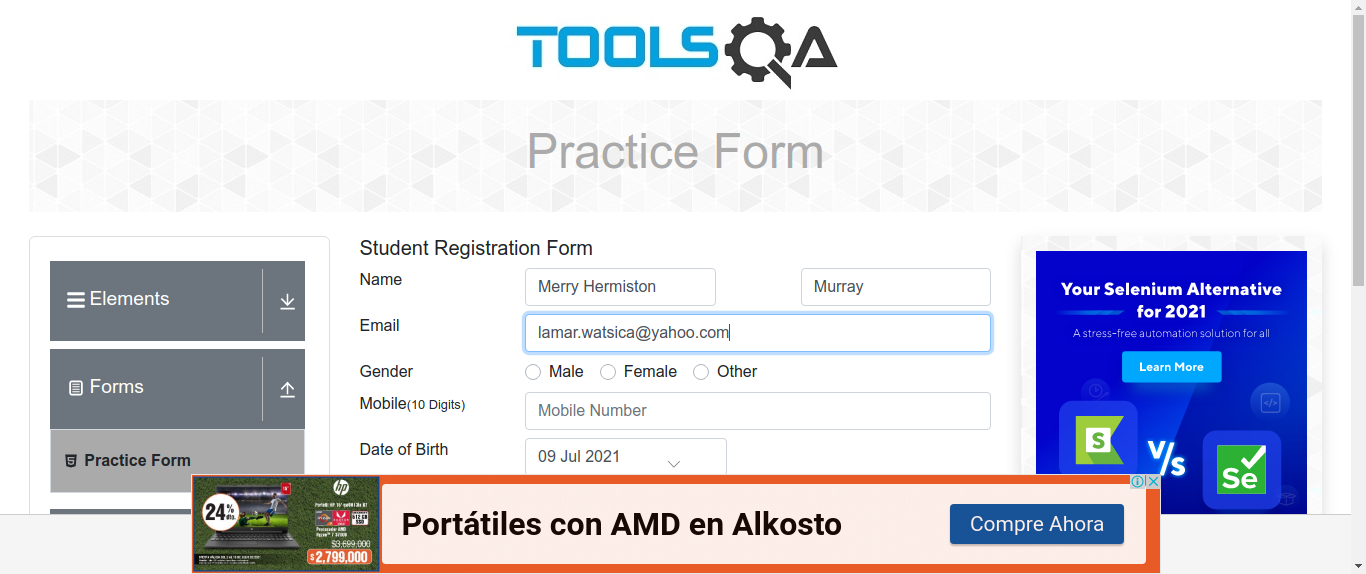 TOOLSQA
Practice Form
Elements
Forms
Practice Form
Student Registration Form
Name
Merry Hermiston
Murray
Email
lamar.watsica@yahoo.com
Gender
Male
Female
Other
Mobile(10 Digits)
Mobile Number
Date of Birth
09 Jul 2021
Your Selenium Alternative
for 2021
A stress-free automation solution for all
Learn More
S
V/s
Se
24% dto.
hp
$3,699,000
$2,799,000
Portátiles con AMD en Alkosto
Compre Ahora